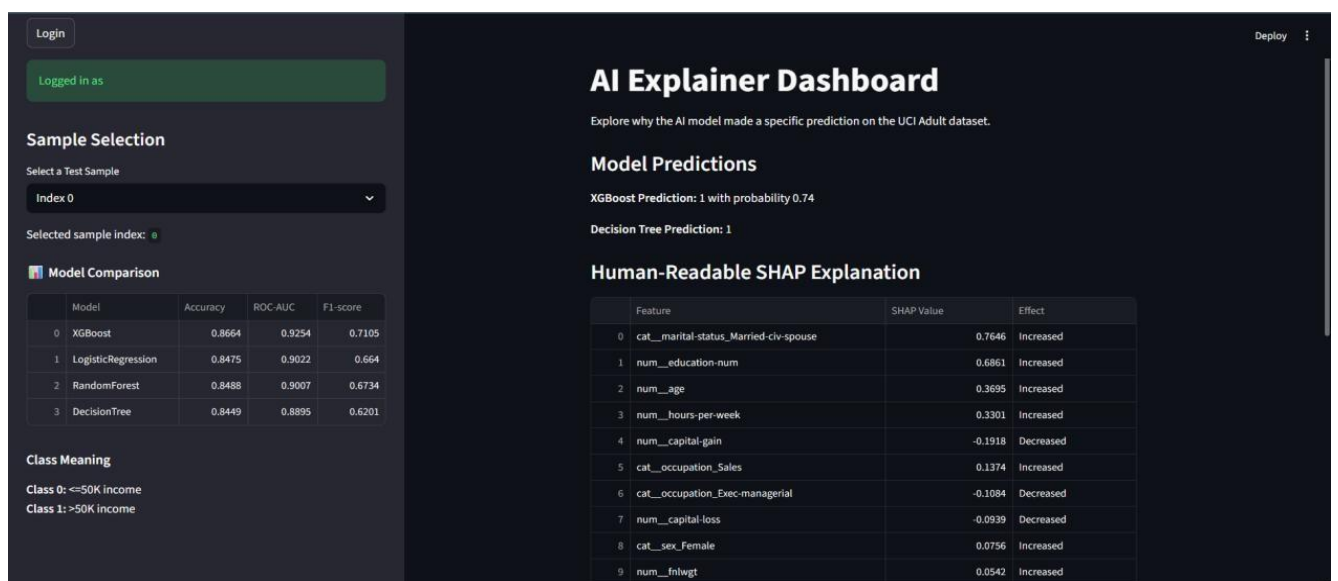 Login
Logged in as
Sample Selection
Select a Test Sample
Index 0
Selected sample index: 0
Model Comparison
Model Accuracy ROC-AUC F1-score
0 XGBoost 0.8664 0.9254 0.7105
1 LogisticRegression 0.8475 0.9022 0.664
2 RandomForest 0.8488 0.9007 0.6734
3 DecisionTree 0.8449 0.8895 0.6201
Class Meaning
Class 0: <=50K income
Class 1: >50K income
Deploy
AI Explainer Dashboard
Explore why the AI model made a specific prediction on the UCI Adult dataset.
Model Predictions
XGBoost Prediction: 1 with probability 0.74
Decision Tree Prediction: 1
Human-Readable SHAP Explanation
Feature SHAP Value Effect
0 cat__marital-status_Married-civ-spouse 0.7646 Increased
1 num__education-num 0.6861 Increased
2 num__age 0.3695 Increased
3 num__hours-per-week 0.3301 Increased
4 num__capital-gain -0.1918 Decreased
5 cat__occupation_Sales 0.1374 Increased
6 cat__occupation_Exec-managerial -0.1084 Decreased
7 num__capital-loss -0.0939 Decreased
8 cat__sex_Female 0.0756 Increased
9 num__fnlwgt 0.0542 Increased